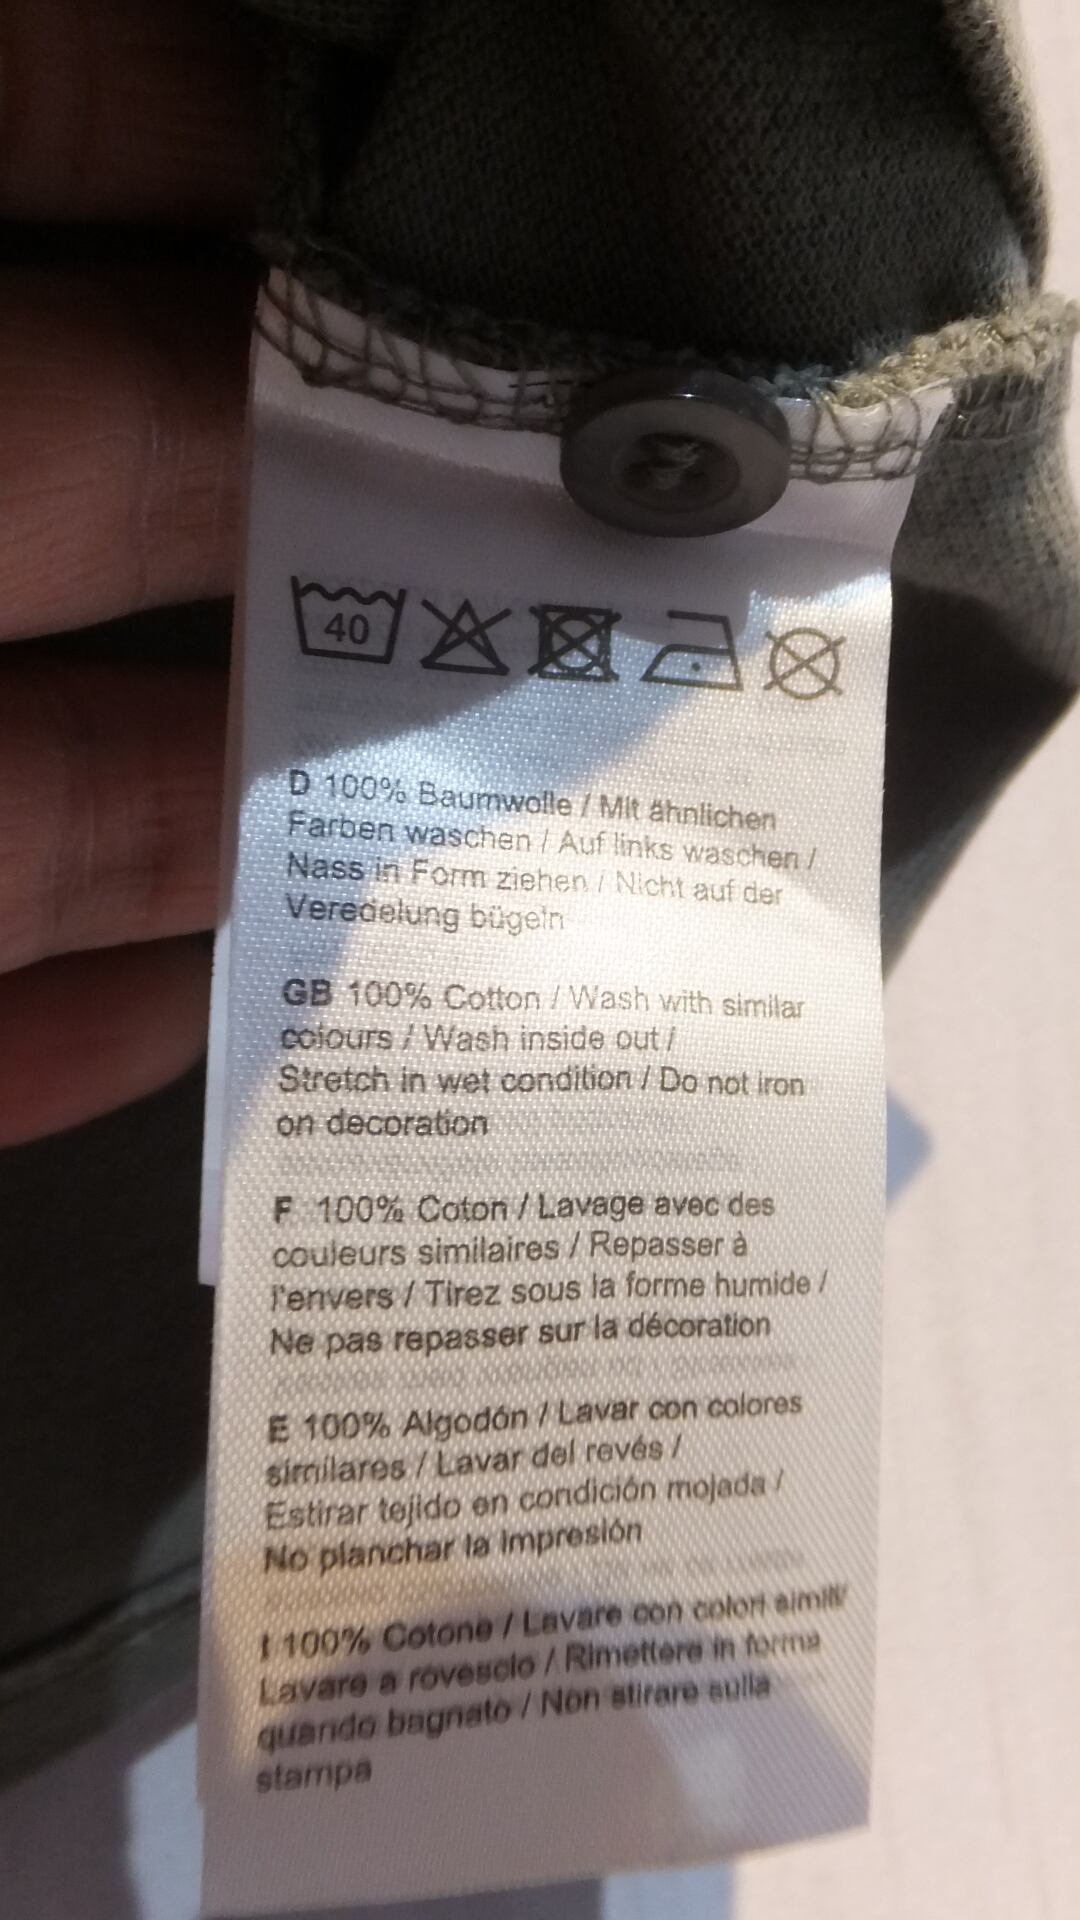 40
D 100% Baumwolle / Mit ähnlichen
Farben waschen / Auf links waschen /
Nass in Form ziehen / Nicht auf der
Veredelung bügeln
GB 100% Cotton / Wash with similar
colours / Wash inside out /
Stretch in wet condition / Do not iron
on decoration
F 100% Coton / Lavage avec des
couleurs similaires / Repasser à
l'envers / Tirez sous la forme humide /
Ne pas repasser sur la décoration
E 100% Algodón / Lavar con colores
similares / Lavar del revés /
Estirar tejido en condición mojada /
No planchar la impresión
I 100% Cotone / Lavare con colori simili/
Lavare a rovescio / Rimettere in forma
quando bagnato / Non stirare sulla
stampa